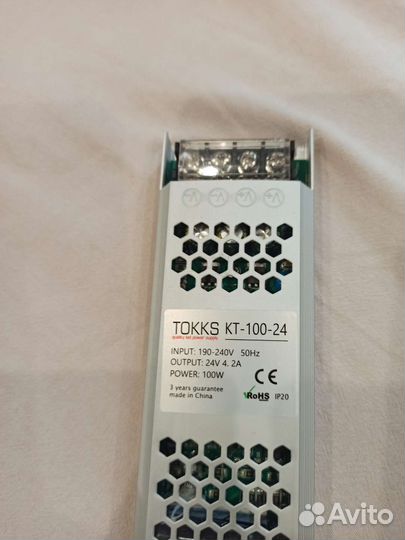 V- V- V+ V+
TOKKS KT-100-24
quality led power supply
INPUT: 190-240V 50Hz
OUTPUT: 24V 4. 2A
POWER: 100W
3 years guarantee
made in China
CE
RoHS
IP20
Avito